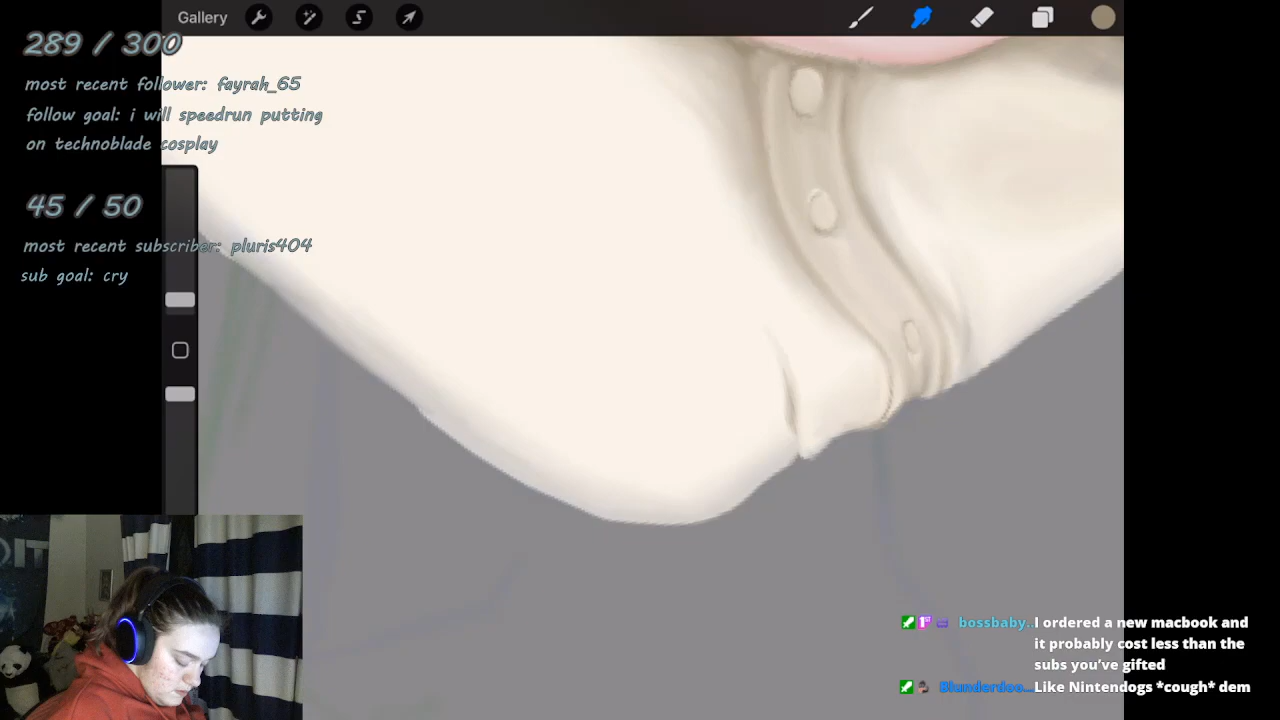 Gallery
289 / 300
most recent follower: fayrah_65
follow goal: i will speedrun putting
on technoblade cosplay
45 / 50
most recent subscriber: pluris404
sub goal: cry
bossbaby.. I ordered a new macbook and
it probably cost less than the
subs you've gifted
Blunderdoo... Like Nintendogs *cough* dem